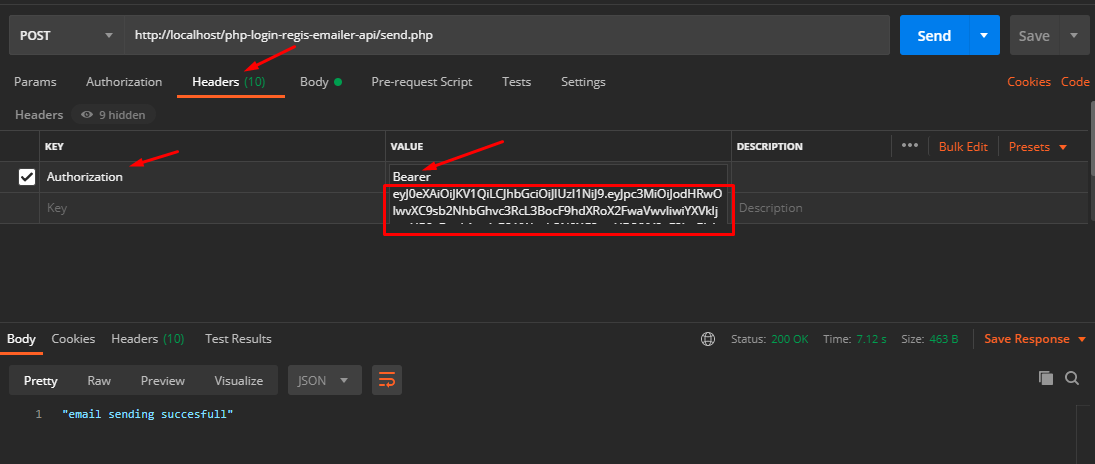 POST http://localhost/php-login-regis-emailer-api/send.php Send Save
Params Authorization Headers (10) Body Pre-request Script Tests Settings Cookies Code
Headers 9 hidden
KEY VALUE DESCRIPTION ••• Bulk Edit Presets
Authorization Bearer
eyJ0eXAiOiJKV1QiLCJhbGciOiJIUzI1NiJ9.eyJpc3MiOiJodHRwO
Key Description
Body Cookies Headers (10) Test Results Status: 200 OK Time: 7.12 s Size: 463 B Save Response
Pretty Raw Preview Visualize JSON
1 "email sending succesfull"